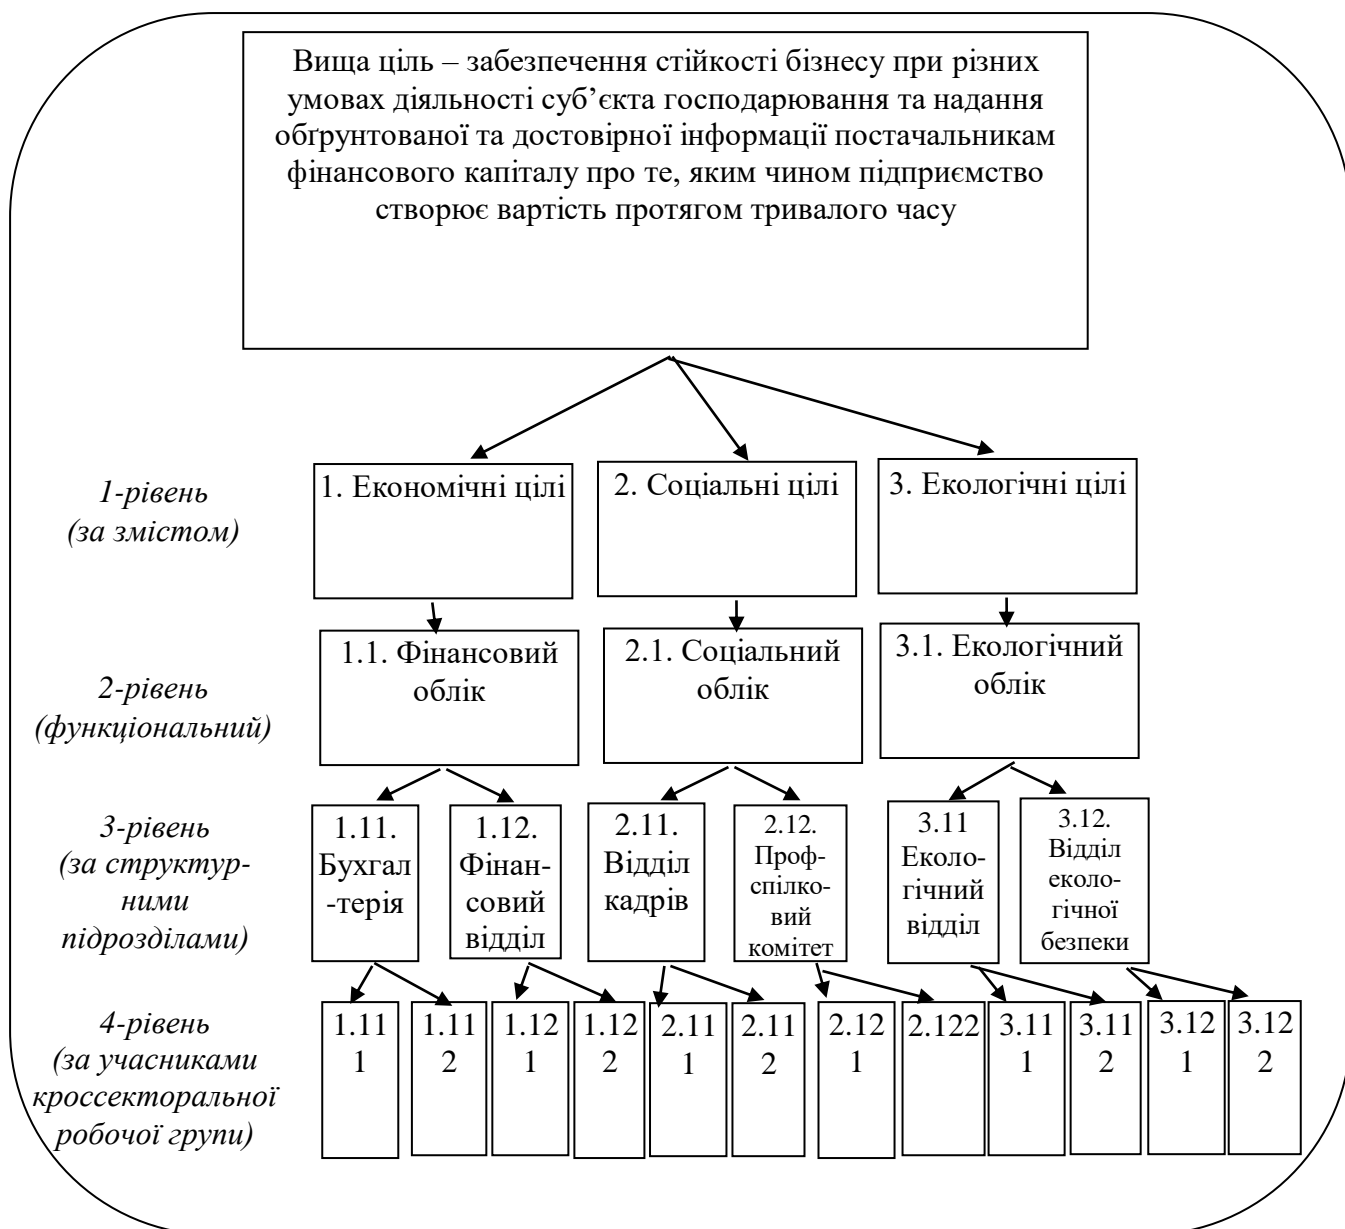 Вища ціль – забезпечення стійкості бізнесу при різних
умовах діяльності суб’єкта господарювання та надання
обґрунтованої та достовірної інформації постачальникам
фінансового капіталу про те, яким чином підприємство
створює вартість протягом тривалого часу
1-рівень
(за змістом)
1. Економічні цілі
2. Соціальні цілі
3. Екологічні цілі
2-рівень
(функціональний)
1.1. Фінансовий
облік
2.1. Соціальний
облік
3.1. Екологічний
облік
3-рівень
(за структур-
ними
підрозділами)
1.11.
Бухгал
-терія
1.12.
Фінан-
совий
відділ
2.11.
Відділ
кадрів
2.12.
Проф-
спілко-
вий
комітет
3.11
Еколо-
гічний
відділ
3.12.
Відділ
еколо-
гічної
безпеки
4-рівень
(за учасниками
кроссекторальної
робочої групи)
1.11
1
1.11
2
1.12
1
1.12
2
2.11
1
2.11
2
2.12
1
2.122
3.11
1
3.11
2
3.12
1
3.12
2